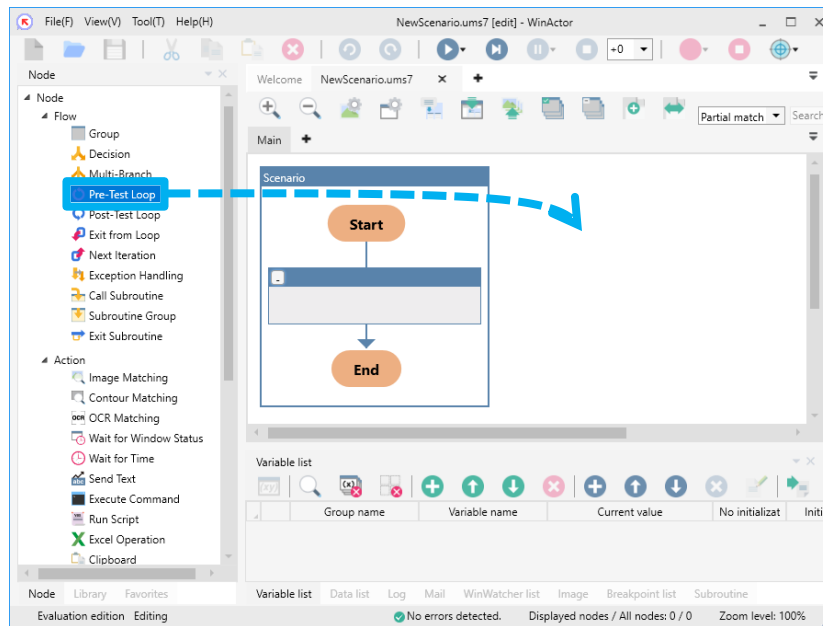 File(F) View(V) Tool(T) Help(H) NewScenario.ums7 [edit] - WinActor
+0
Node
Node
Flow
Group
Decision
Multi-Branch
Pre-Test Loop
Post-Test Loop
Exit from Loop
Next Iteration
Exception Handling
Call Subroutine
Subroutine Group
Exit Subroutine
Action
Image Matching
Contour Matching
OCR OCR Matching
Wait for Window Status
Wait for Time
Send Text
Execute Command
Run Script
Excel Operation
Clipboard
Node Library Favorites
Welcome NewScenario.ums7
Partial match Search
Main
Scenario
Start
End
Variable list
Group name Variable name Current value No initializat Initi
Variable list Data list Log Mail WinWatcher list Image Breakpoint list Subroutine
Evaluation edition Editing No errors detected. Displayed nodes / All nodes: 0 / 0 Zoom level: 100%